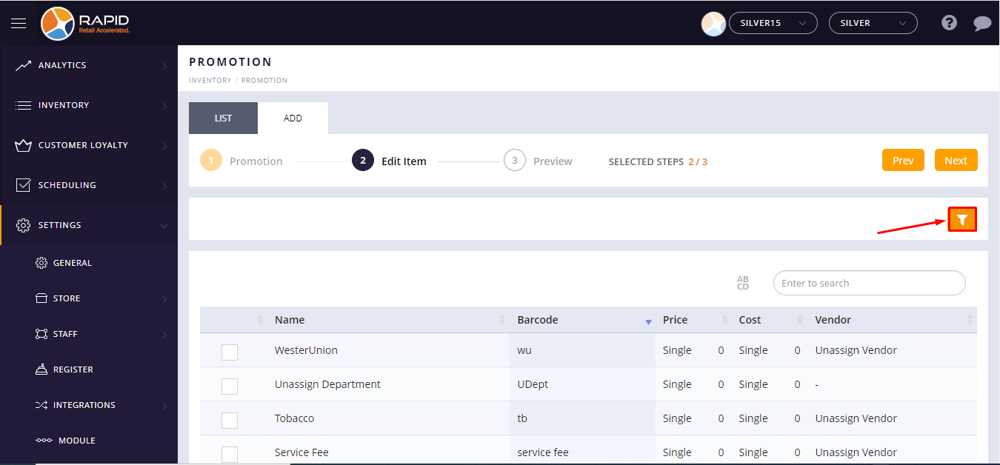 RAPID
Retail Accelerated.
SILVER15
SILVER
?
ANALYTICS
INVENTORY
CUSTOMER LOYALTY
SCHEDULING
SETTINGS
GENERAL
STORE
STAFF
REGISTER
INTEGRATIONS
MODULE
PROMOTION
INVENTORY / PROMOTION
LIST ADD
1 Promotion 2 Edit Item 3 Preview SELECTED STEPS 2 / 3 Prev Next
AB
CD
Enter to search
Name Barcode Price Cost Vendor
WesterUnion wu Single 0 Single 0 Unassign Vendor
Unassign Department UDept Single 0 Single 0 -
Tobacco tb Single 0 Single 0 Unassign Vendor
Service Fee service fee Single 0 Single 0 Unassign Vendor